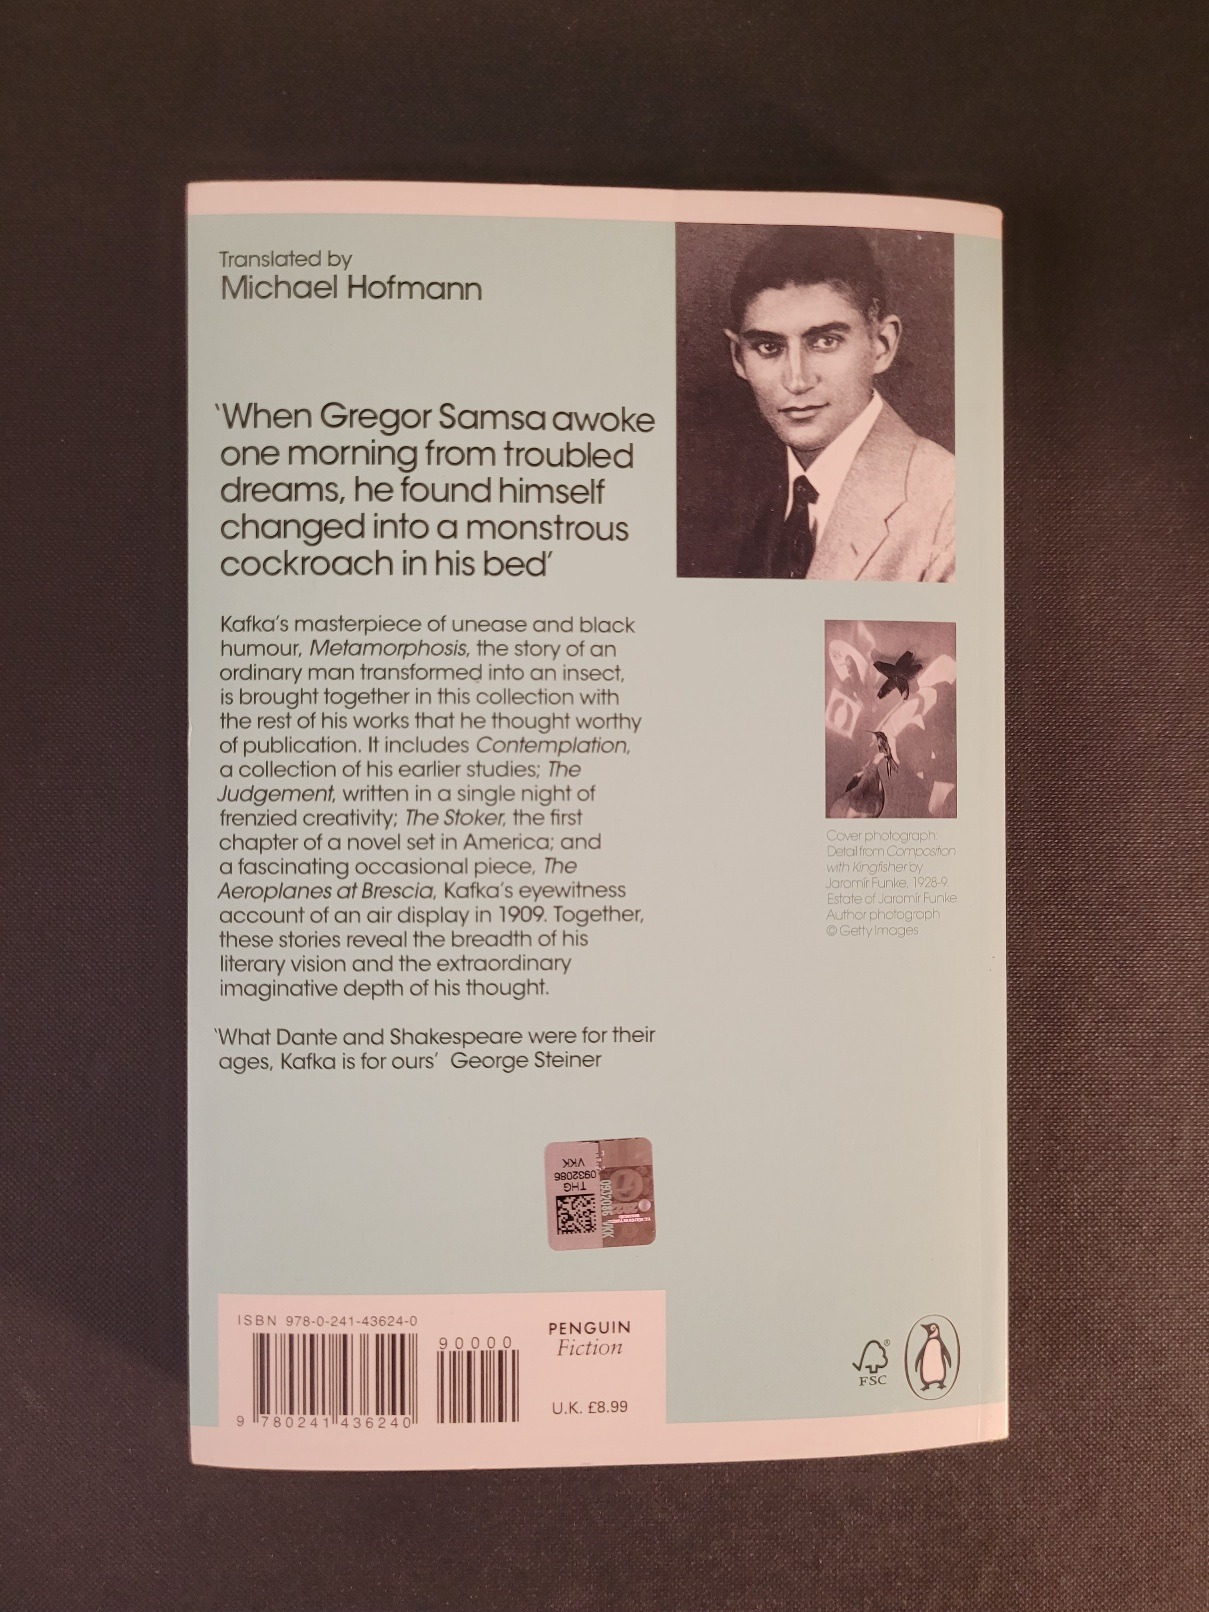 Translated by
Michael Hofmann
‘When Gregor Samsa awoke
one morning from troubled
dreams, he found himself
changed into a monstrous
cockroach in his bed’
Kafka’s masterpiece of unease and black
humour, Metamorphosis, the story of an
ordinary man transformed into an insect,
is brought together in this collection with
the rest of his works that he thought worthy
of publication. It includes Contemplation,
a collection of his earlier studies; The
Judgement, written in a single night of
frenzied creativity; The Stoker, the first
chapter of a novel set in America; and
a fascinating occasional piece, The
Aeroplanes at Brescia, Kafka’s eyewitness
account of an air display in 1909. Together,
these stories reveal the breadth of his
literary vision and the extraordinary
imaginative depth of his thought.
‘What Dante and Shakespeare were for their
ages, Kafka is for ours’ George Steiner
Cover photograph:
Detail from Composition
with Kingfisher by
Jaromír Funke, 1928-9.
Estate of Jaromír Funke
Author photograph
© Getty Images
THG
0932086
VKK
0932086 VKK
ISBN 978-0-241-43624-0
90000
9 780241 436240
PENGUIN
Fiction
U.K. £8.99
FSC